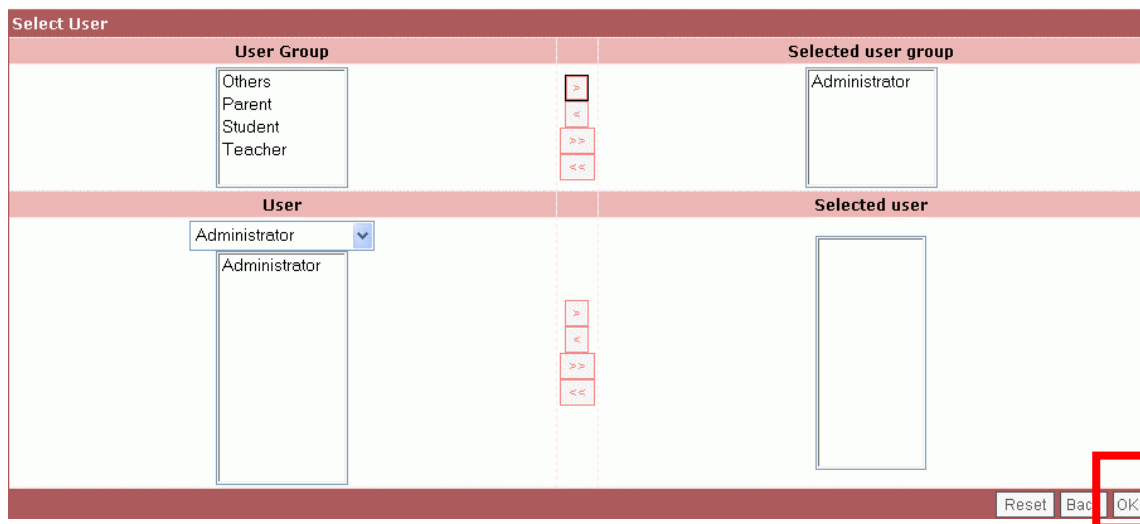 Select User
User Group Selected user group
Others
Parent
Student
Teacher
>
<
>>
<<
Administrator
User Selected user
Administrator
Administrator
>
<
>>
<<
Reset Back OK